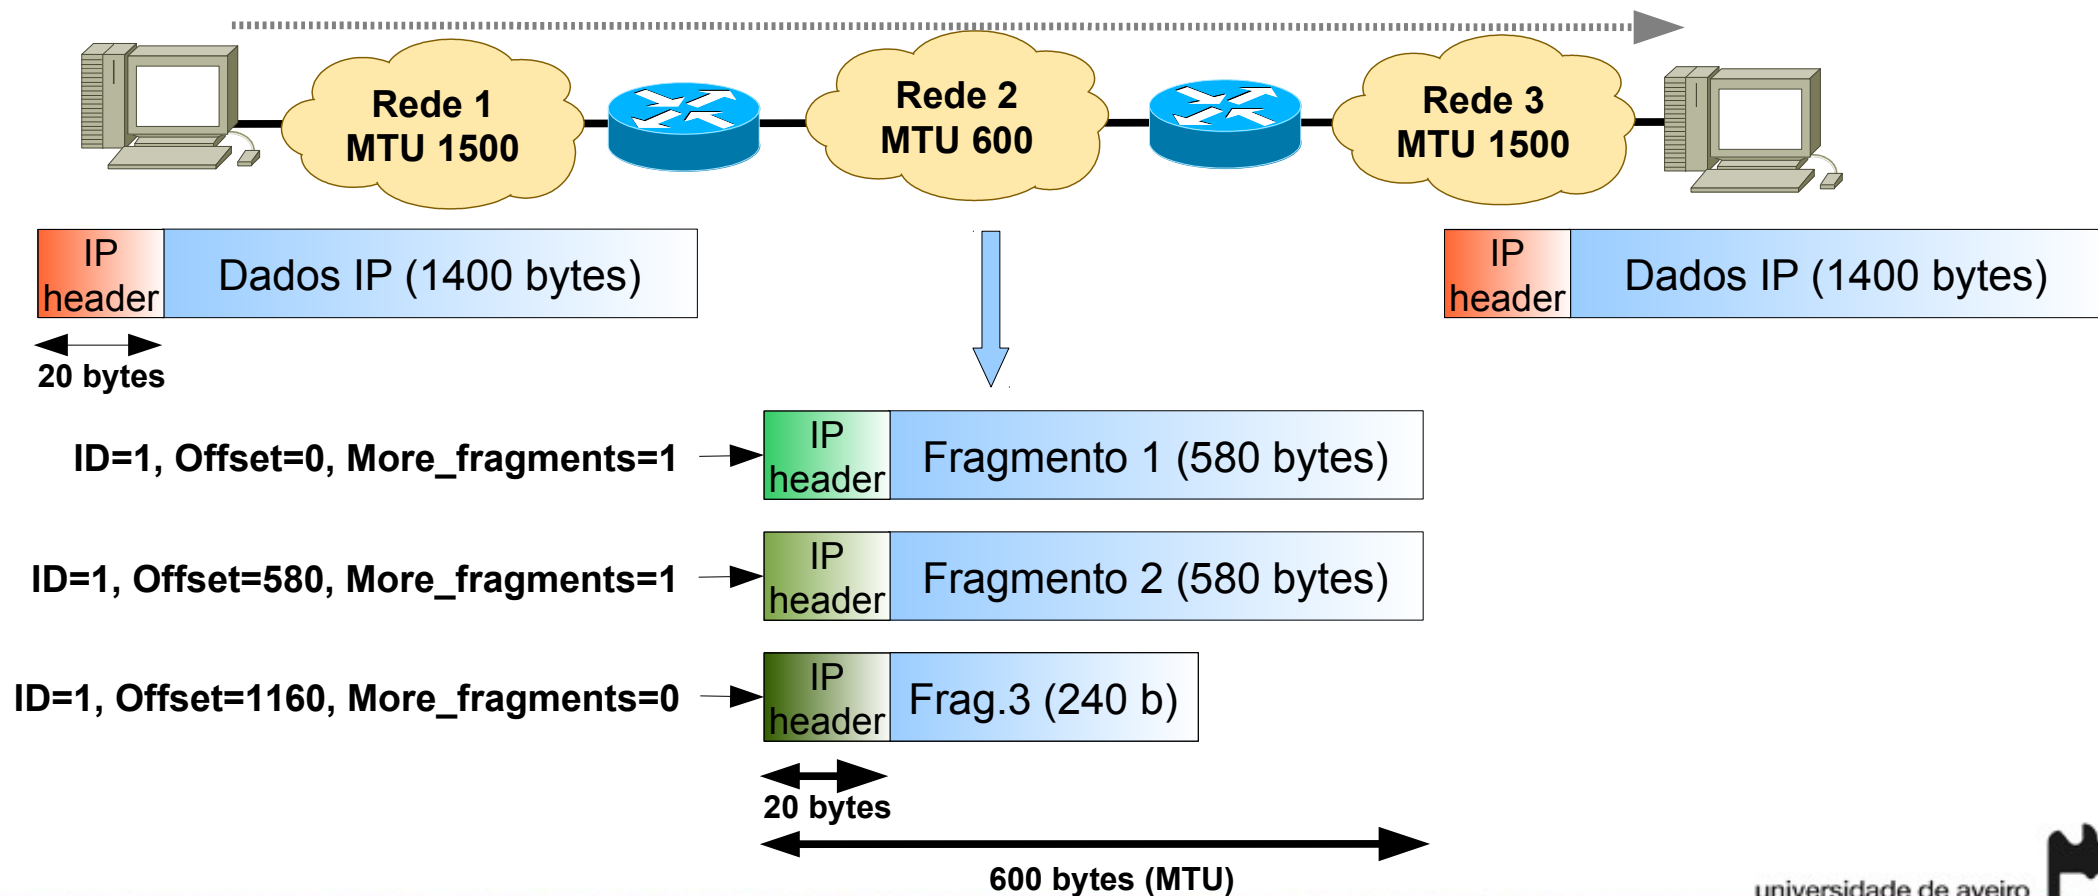 Rede 1
MTU 1500
Rede 2
MTU 600
Rede 3
MTU 1500
IP
header
Dados IP (1400 bytes)
IP
header
Dados IP (1400 bytes)
20 bytes
ID=1, Offset=0, More_fragments=1
IP
header
Fragmento 1 (580 bytes)
ID=1, Offset=580, More_fragments=1
IP
header
Fragmento 2 (580 bytes)
ID=1, Offset=1160, More_fragments=0
IP
header
Frag.3 (240 b)
20 bytes
600 bytes (MTU)
universidade de aveiro